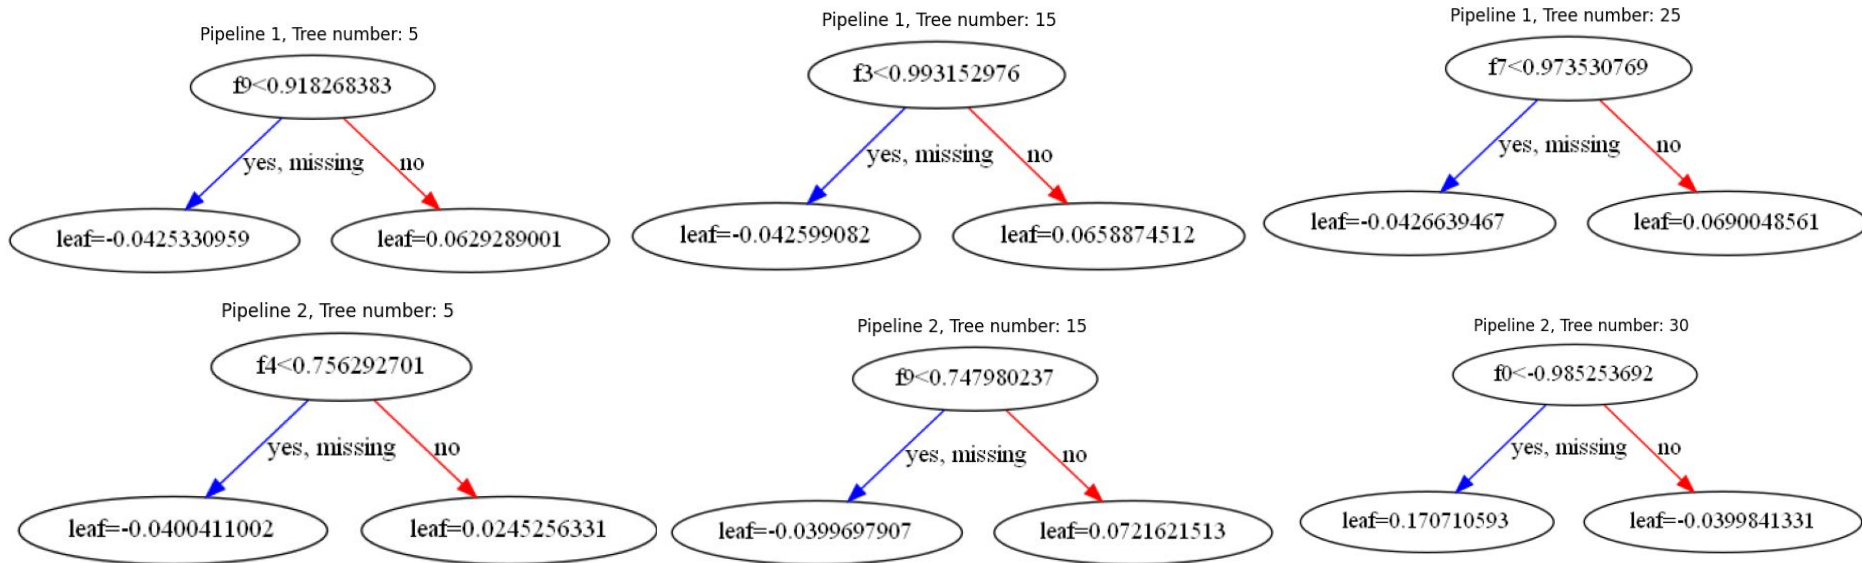 Pipeline 1, Tree number: 5
f9<0.918268383
yes, missing
no
leaf=-0.0425330959
leaf=0.0629289001
Pipeline 1, Tree number: 15
f3<0.993152976
yes, missing
no
leaf=-0.042599082
leaf=0.0658874512
Pipeline 1, Tree number: 25
f7<0.973530769
yes, missing
no
leaf=-0.0426639467
leaf=0.0690048561
Pipeline 2, Tree number: 5
f4<0.756292701
yes, missing
no
leaf=-0.0400411002
leaf=0.0245256331
Pipeline 2, Tree number: 15
f9<0.747980237
yes, missing
no
leaf=-0.0399697907
leaf=0.0721621513
Pipeline 2, Tree number: 30
f0<-0.985253692
yes, missing
no
leaf=0.170710593
leaf=-0.0399841331